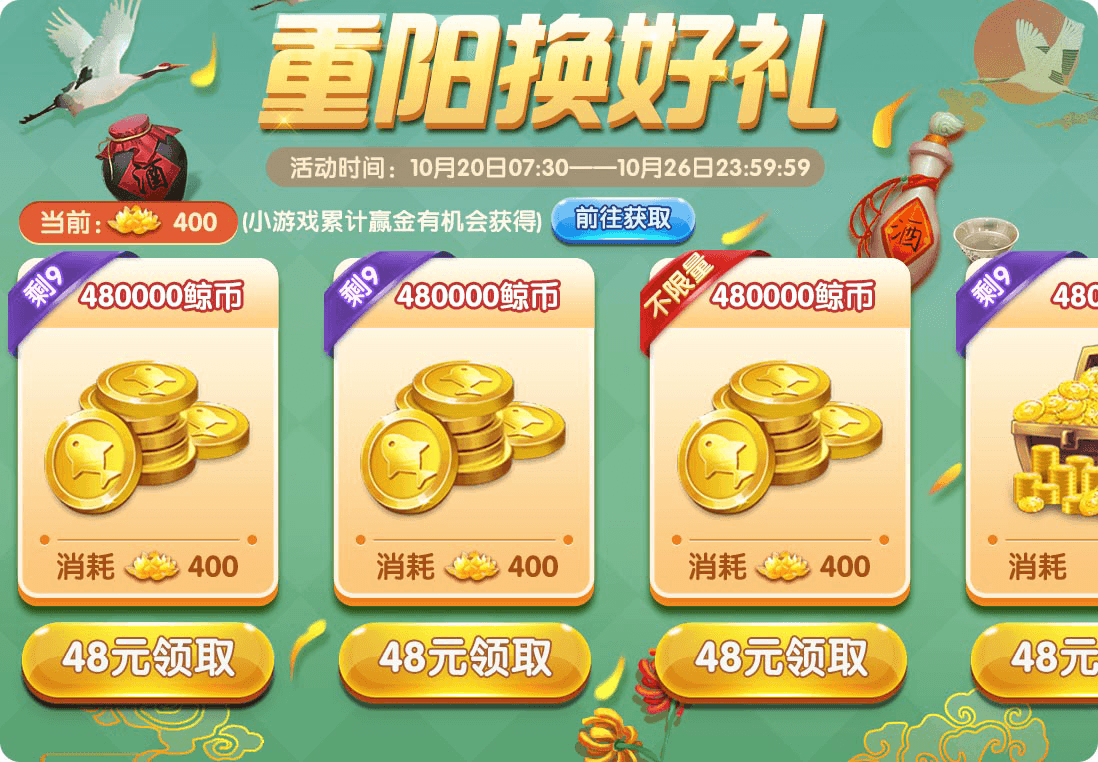 重阳换好礼
活动时间：10月20日07:30——10月26日23:59:59
酒
当前: 400 (小游戏累计赢金有机会获得) 前往获取
酒
剩9 480000鲸币
剩9 480000鲸币
不限量 480000鲸币
剩9 480
消耗 400
消耗 400
消耗 400
消耗
48元领取
48元领取
48元领取
48元